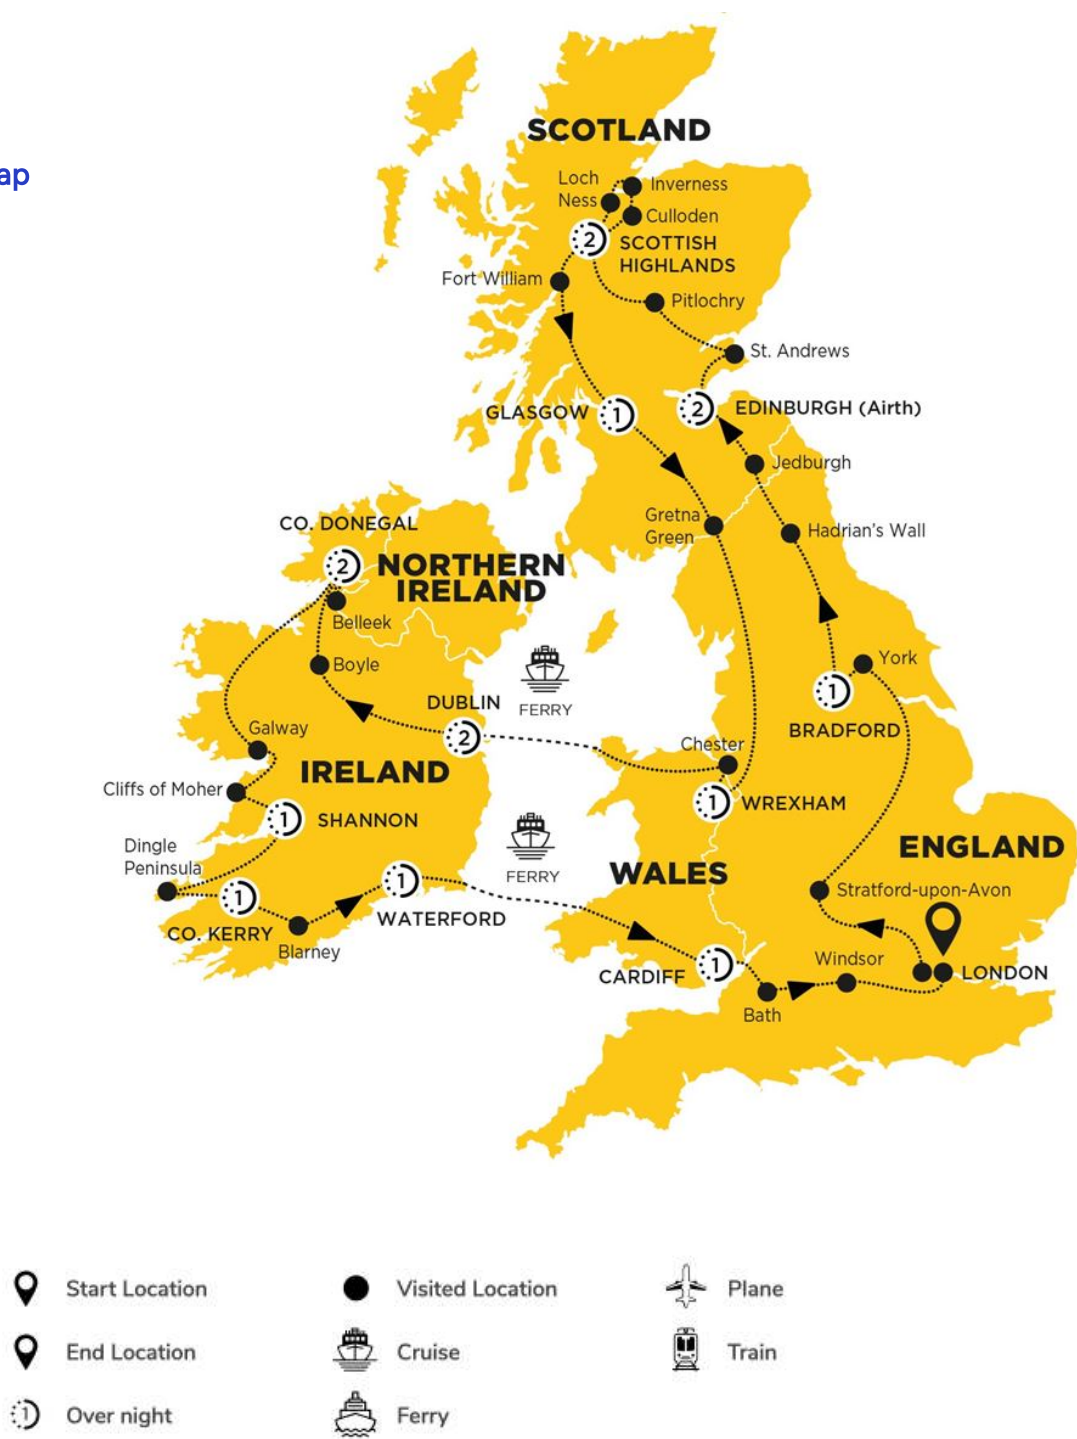 ap
SCOTLAND
Loch
Ness
Inverness
Culloden
2
SCOTTISH
HIGHLANDS
Fort William
Pitlochry
St. Andrews
GLASGOW
1
2
EDINBURGH (Airth)
Jedburgh
Gretna
Green
Hadrian's Wall
CO. DONEGAL
2
NORTHERN
IRELAND
Belleek
Boyle
York
1
BRADFORD
DUBLIN
2
FERRY
Galway
Chester
IRELAND
Cliffs of Moher
1
WREXHAM
1
SHANNON
Dingle
Peninsula
FERRY
WALES
ENGLAND
1
CO. KERRY
1
WATERFORD
Stratford-upon-Avon
Blarney
CARDIFF
1
Windsor
LONDON
Bath
Start Location
Visited Location
Plane
End Location
Cruise
Train
1
Over night
Ferry